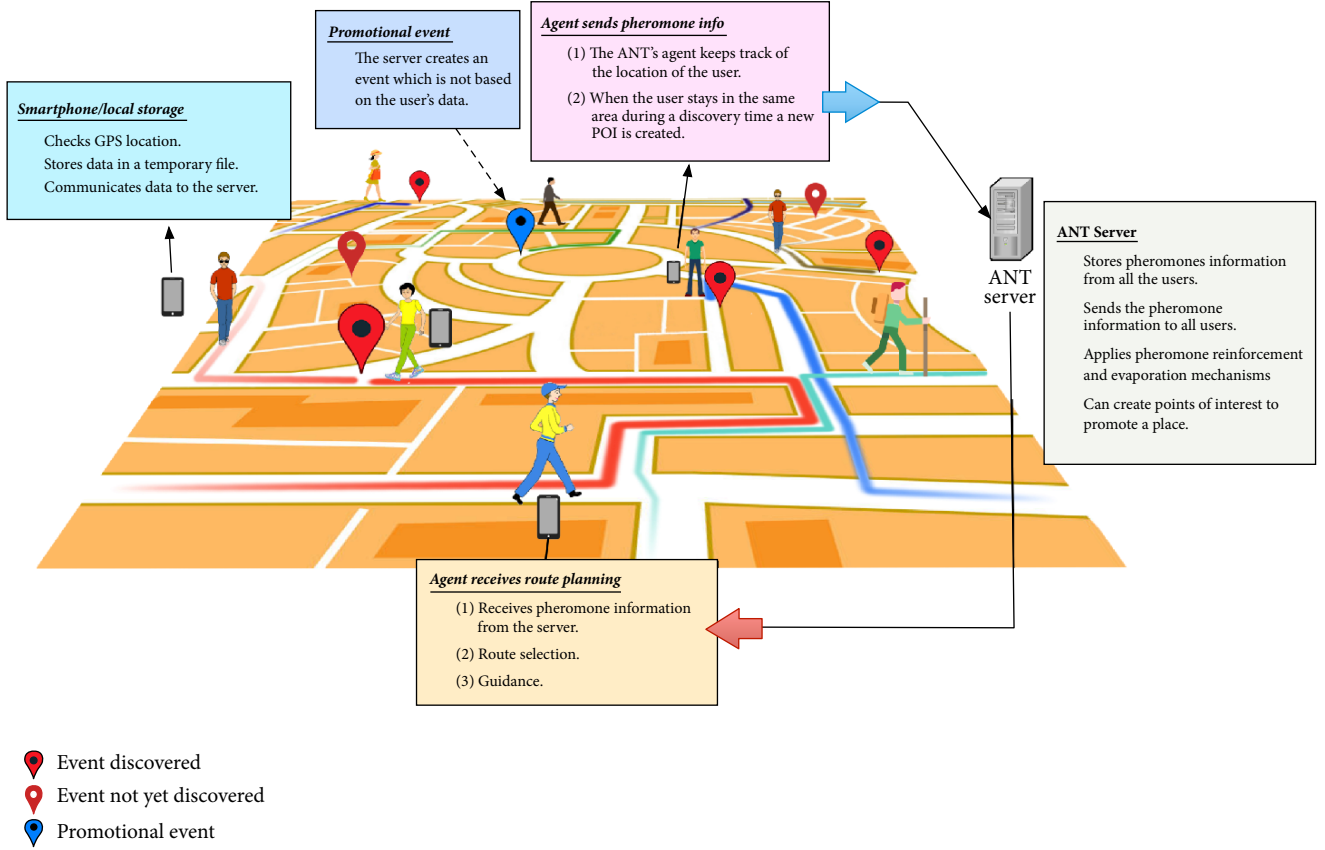 Smartphone/local storage
Checks GPS location.
Stores data in a temporary file.
Communicates data to the server.
Promotional event
The server creates an
event which is not based
on the user's data.
Agent sends pheromone info
(1) The ANT's agent keeps track of
the location of the user.
(2) When the user stays in the same
area during a discovery time a new
POI is created.
ANT
server
ANT Server
Stores pheromones information
from all the users.
Sends the pheromone
information to all users.
Applies pheromone reinforcement
and evaporation mechanisms
Can create points of interest to
promote a place.
Agent receives route planning
(1) Receives pheromone information
from the server.
(2) Route selection.
(3) Guidance.
Event discovered
Event not yet discovered
Promotional event